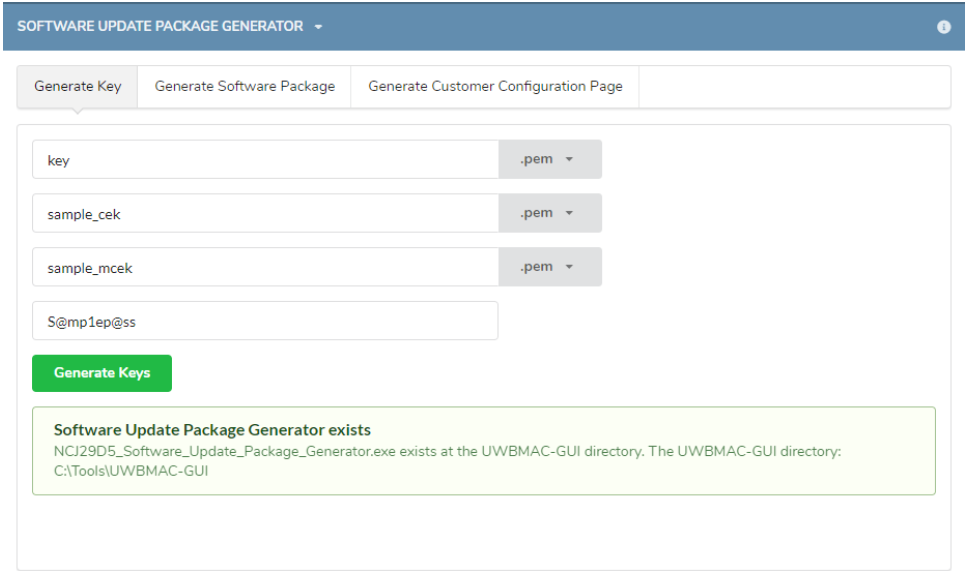 SOFTWARE UPDATE PACKAGE GENERATOR
Generate Key Generate Software Package Generate Customer Configuration Page
key .pem
sample_cek .pem
sample_mcek .pem
S@mp1ep@ss
Generate Keys
Software Update Package Generator exists
NCJ29D5_Software_Update_Package_Generator.exe exists at the UWBMAC-GUI directory. The UWBMAC-GUI directory:
C:\Tools\UWBMAC-GUI